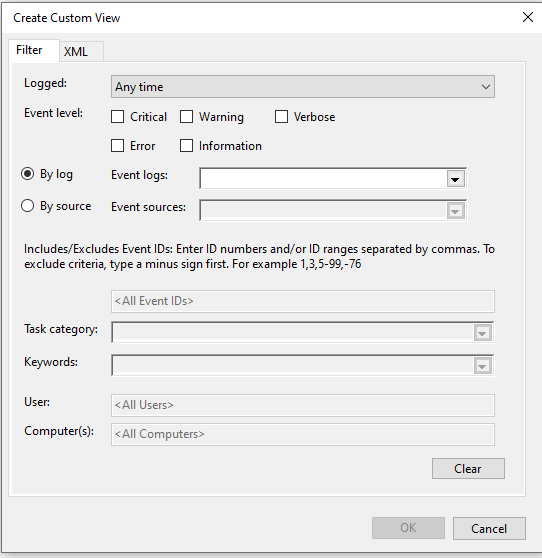 Create Custom View
Filter XML
Logged: Any time
Event level: Critical Warning Verbose
Error Information
By log Event logs:
By source Event sources:
Includes/Excludes Event IDs: Enter ID numbers and/or ID ranges separated by commas. To
exclude criteria, type a minus sign first. For example 1,3,5-99,-76
<All Event IDs>
Task category:
Keywords:
User: <All Users>
Computer(s): <All Computers>
Clear
OK Cancel